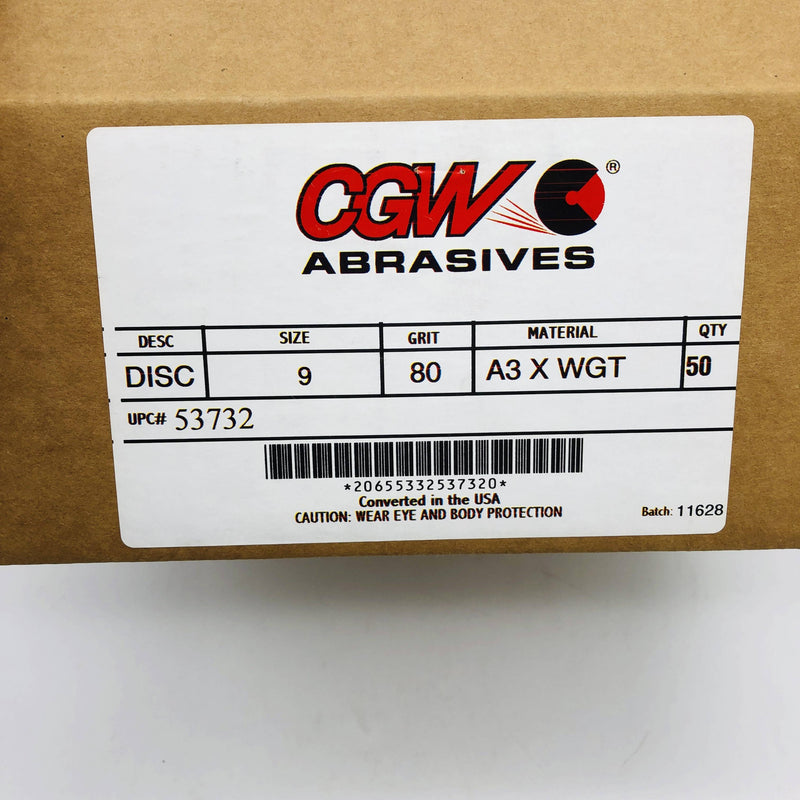 CGW ®
ABRASIVES
DESC SIZE GRIT MATERIAL QTY
DISC 9 80 A3 X WGT 50
UPC# 53732
*20655332537320*
Converted in the USA
CAUTION: WEAR EYE AND BODY PROTECTION
Batch: 11628